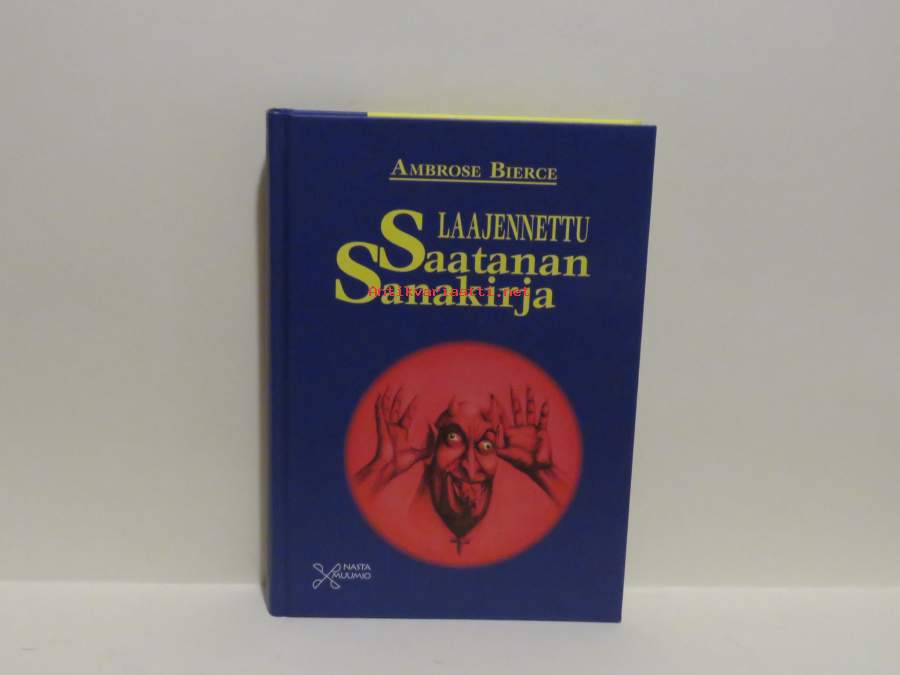 AMBROSE BIERCE
LAAJENNETTU
Saatanan
Sanakirja
Antikvariaatti.net
NASTA
MUUMIO